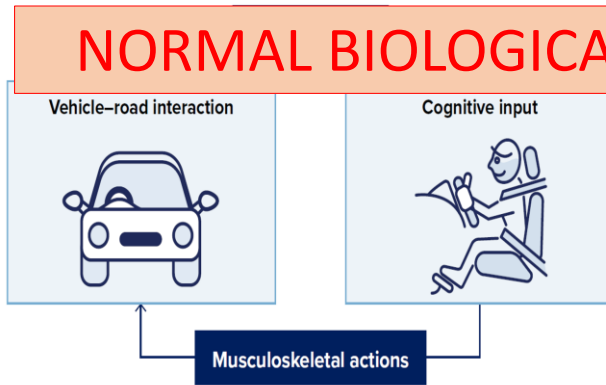 NORMAL BIOLOGICA
Vehicle–road interaction
Cognitive input
Musculoskeletal actions